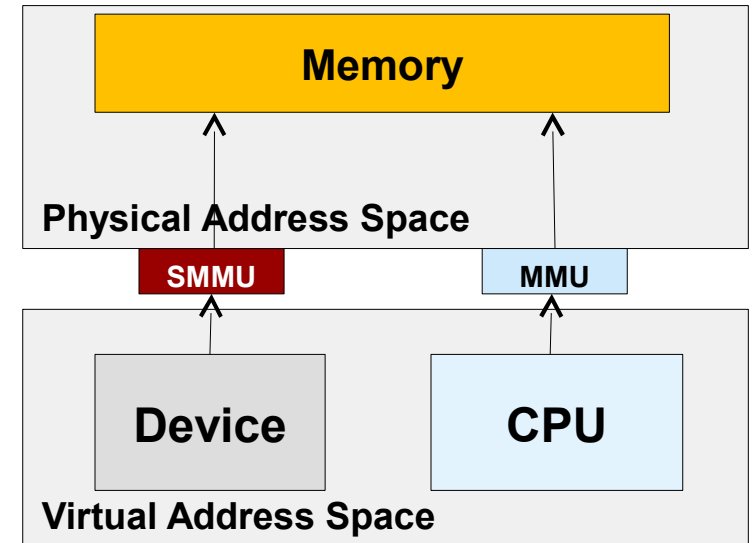 Memory
Physical Address Space
SMMU
MMU
Device
CPU
Virtual Address Space